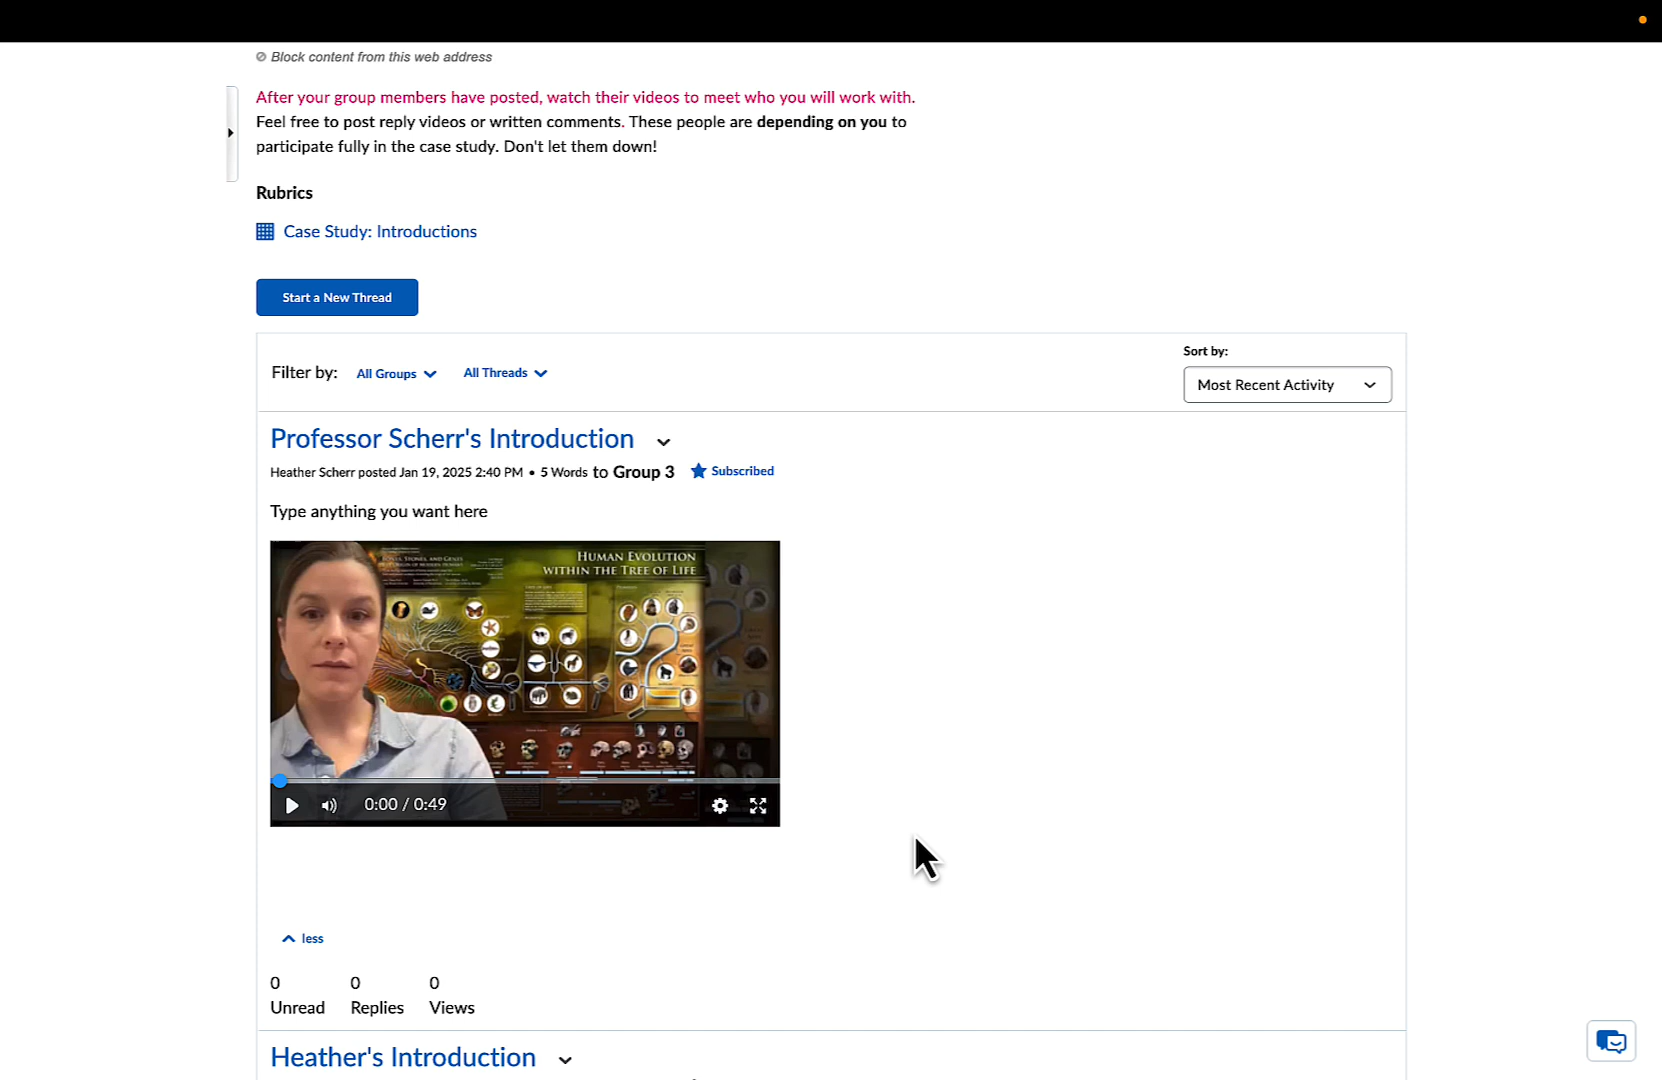 Block content from this web address
After your group members have posted, watch their videos to meet who you will work with.
Feel free to post reply videos or written comments. These people are depending on you to
participate fully in the case study. Don't let them down!
Rubrics
Case Study: Introductions
Start a New Thread
Filter by: All Groups All Threads
Sort by:
Most Recent Activity
Professor Scherr's Introduction
Heather Scherr posted Jan 19, 2025 2:40 PM • 5 Words to Group 3 Subscribed
Type anything you want here
HUMAN EVOLUTION
WITHIN THE TREE OF LIFE
0:00 / 0:49
less
0 0 0
Unread Replies Views
Heather's Introduction